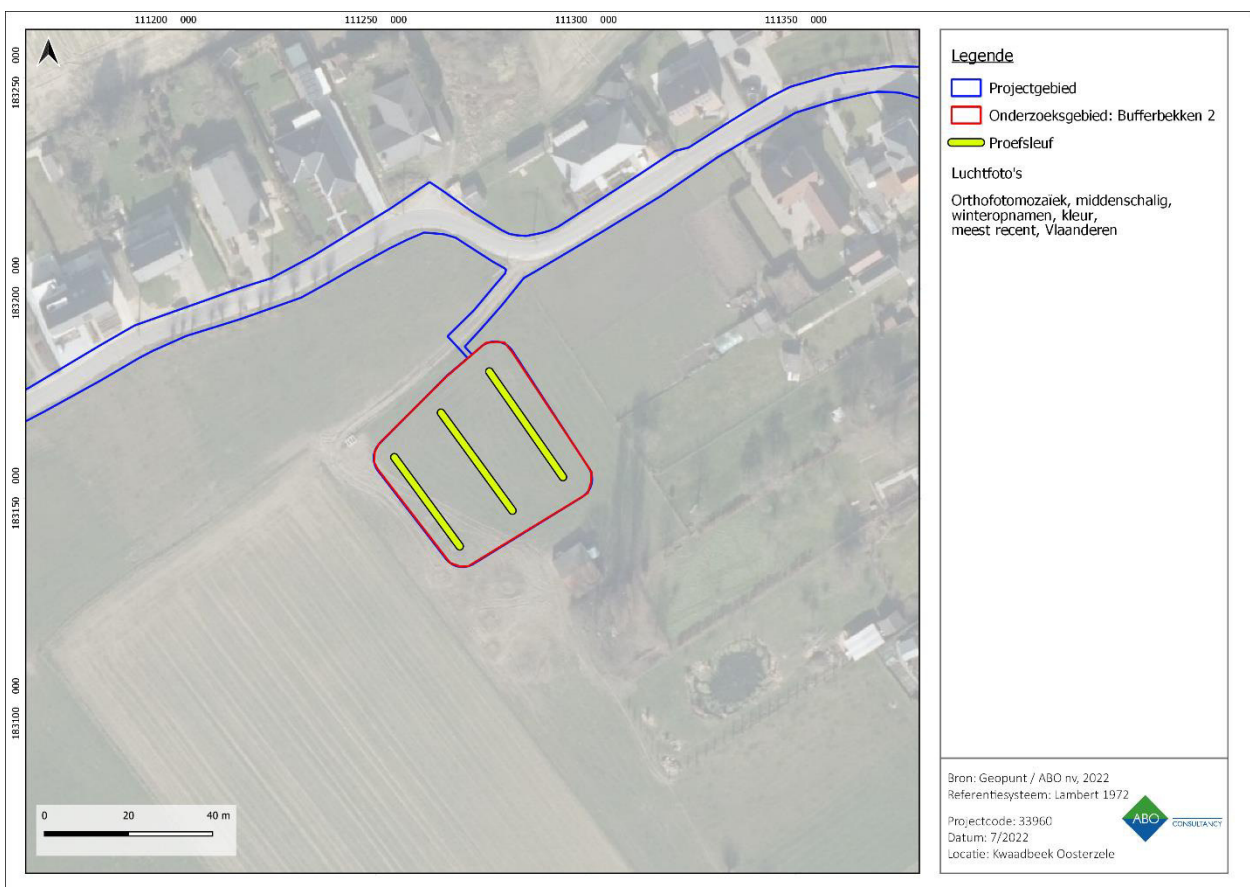 111200 000 111250 000 111300 000 111350 000
183250 000
183200 000
183150 000
183100 000
0 20 40 m
Legende
Projectgebied
Onderzoeksgebied: Bufferbekken 2
Proefsleuf
Luchtfoto's
Orthofotomozaïek, middenschalig,
winteropnamen, kleur,
meest recent, Vlaanderen
Bron: Geopunt / ABO nv, 2022
Referentiesysteem: Lambert 1972
Projectcode: 33960
Datum: 7/2022
Locatie: Kwaadbeek Oosterzele
ABO CONSULTANCY